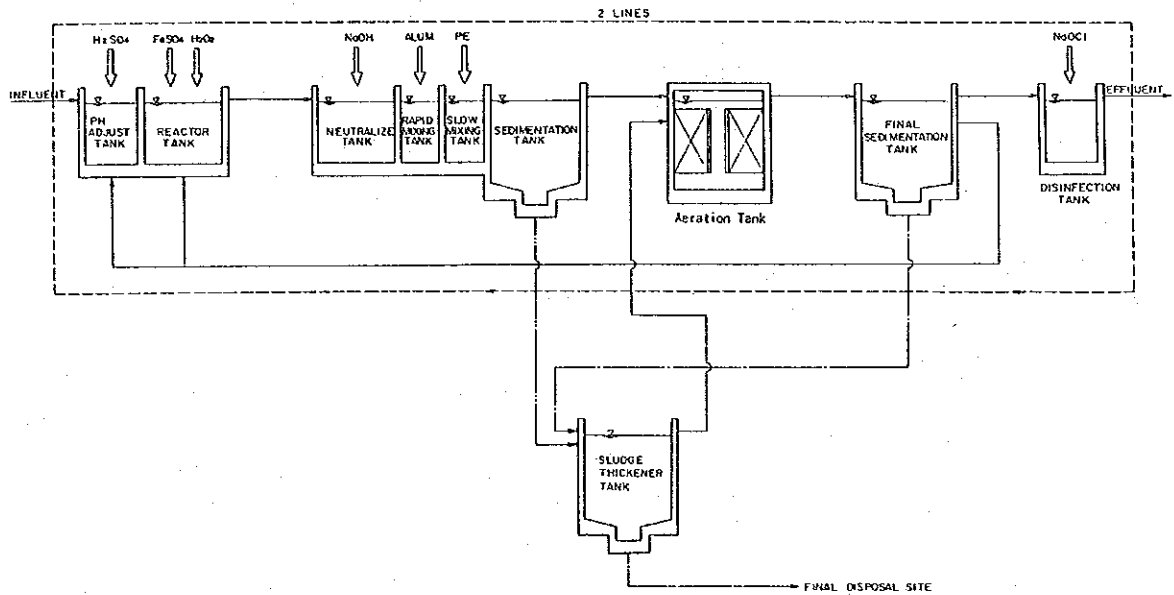 2 LINES
H2SO4
FeSO4 H2O2
NaOH
ALUM
PE
NaOCl
INFLUENT
EFFLUENT
PH
ADJUST
TANK
REACTOR
TANK
NEUTRALIZE
TANK
RAPID
MIXING
TANK
SLOW
MIXING
TANK
SEDIMENTATION
TANK
Aeration Tank
FINAL
SEDIMENTATION
TANK
DISINFECTION
TANK
SLUDGE
THICKENER
TANK
FINAL DISPOSAL SITE